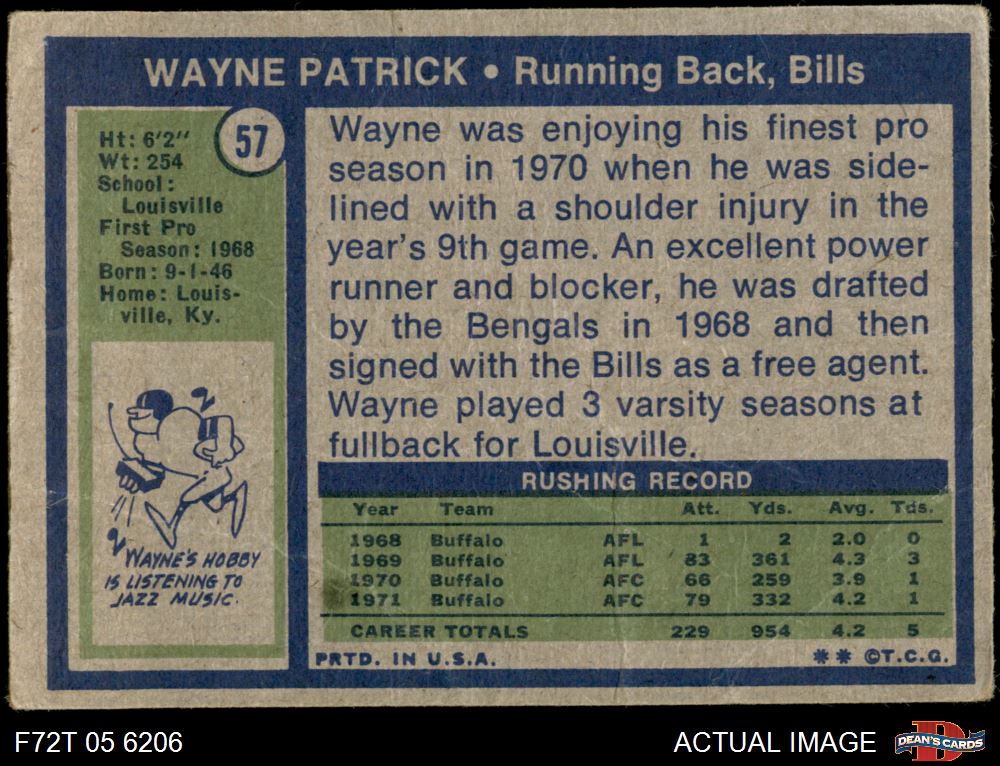 WAYNE PATRICK • Running Back, Bills
57
Ht: 6'2"
Wt: 254
School:
Louisville
First Pro
Season: 1968
Born: 9-1-46
Home: Louis-
ville, Ky.
WAYNE'S HOBBY
IS LISTENING TO
JAZZ MUSIC.
Wayne was enjoying his finest pro
season in 1970 when he was side-
lined with a shoulder injury in the
year's 9th game. An excellent power
runner and blocker, he was drafted
by the Bengals in 1968 and then
signed with the Bills as a free agent.
Wayne played 3 varsity seasons at
fullback for Louisville.
RUSHING RECORD
Year Team Att. Yds. Avg. Tds.
1968 Buffalo AFL 1 2 2.0 0
1969 Buffalo AFL 83 361 4.3 3
1970 Buffalo AFC 66 259 3.9 1
1971 Buffalo AFC 79 332 4.2 1
CAREER TOTALS 229 954 4.2 5
PRTD. IN U.S.A. ** ©T.C.G.
F72T 05 6206 ACTUAL IMAGE DEAN'S CARDS